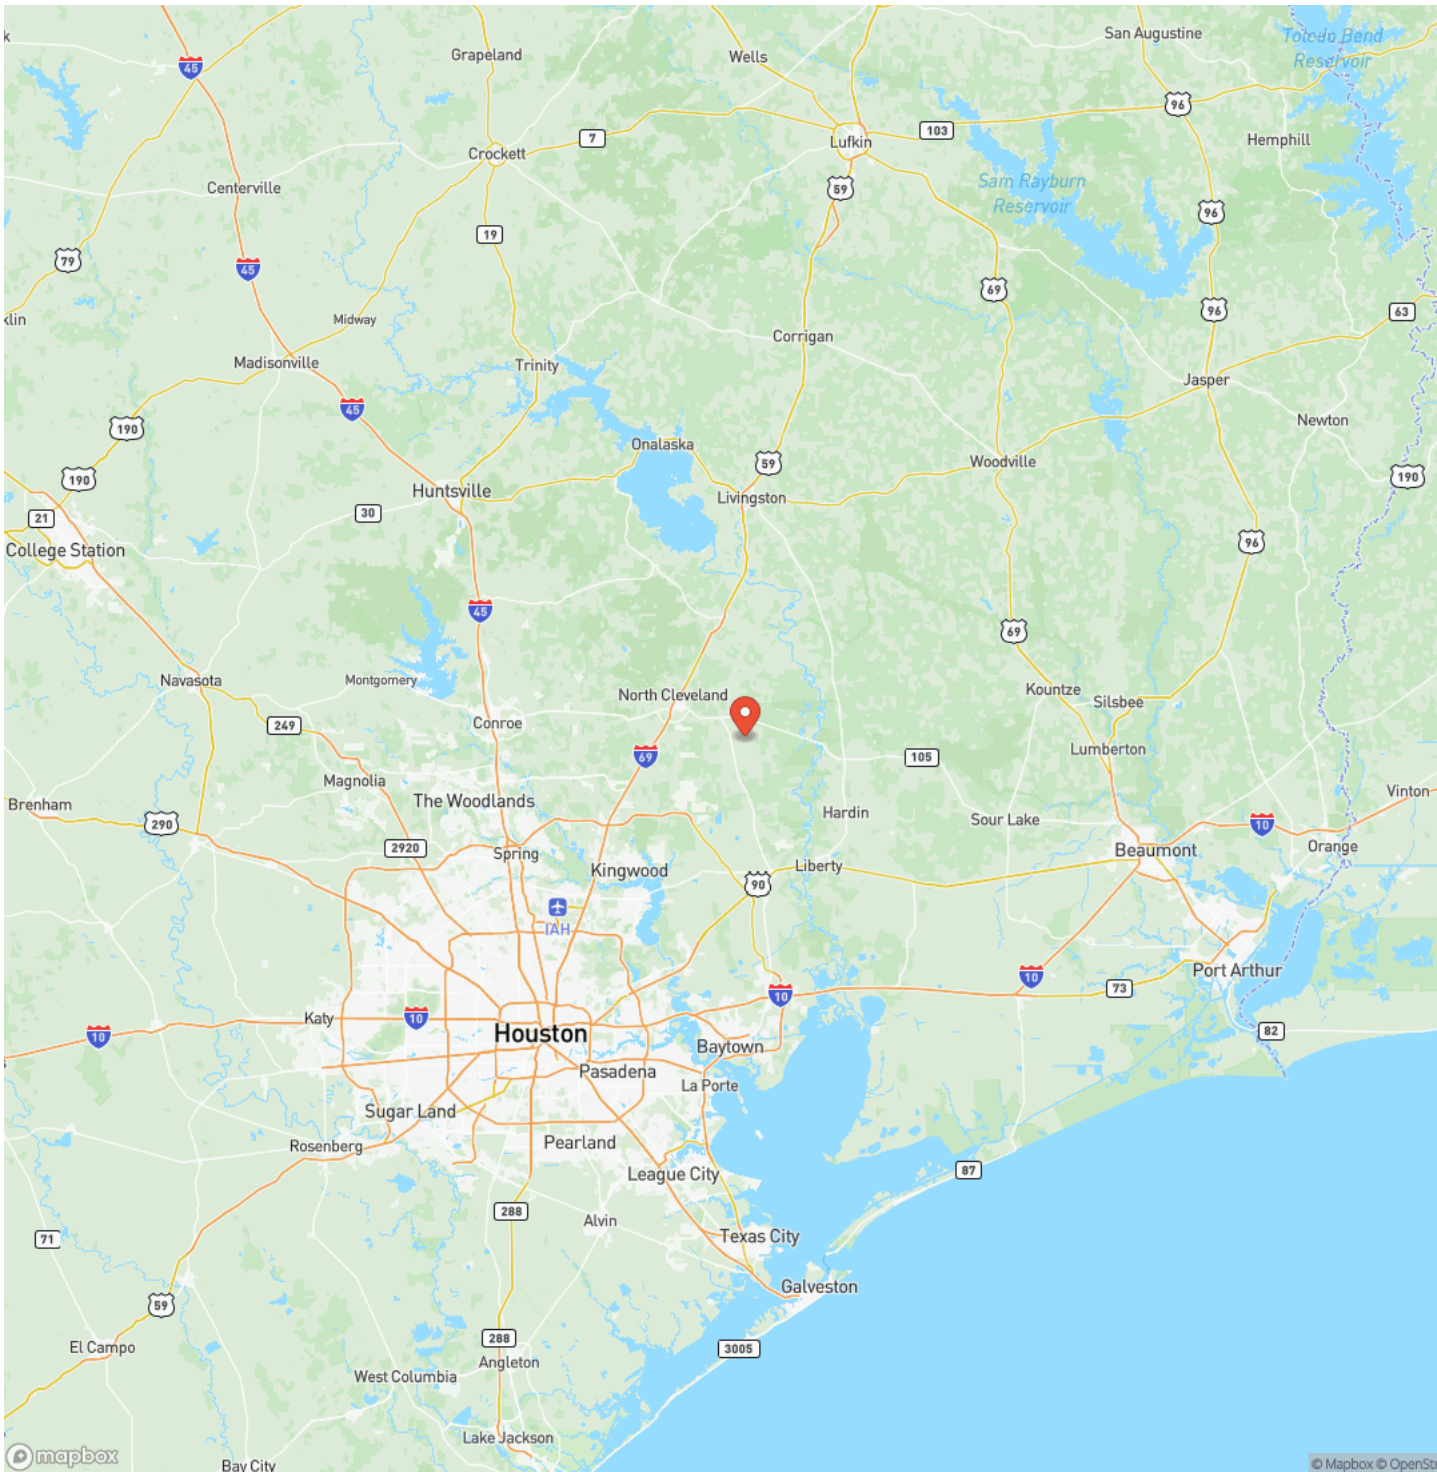 k
45
Grapeland
Wells
San Augustine
Toledo Bend
Reservoir
96
7
103
Crockett
Lufkin
Hemphill
Centerville
59
Sam Rayburn
Reservoir
96
19
79
45
69
96
63
klin
Midway
Corrigan
Madisonville
Trinity
Jasper
45
190
Newton
Onalaska
59
Woodville
190
190
Huntsville
Livingston
21
30
College Station
96
45
69
Navasota
Montgomery
North Cleveland
Kountze
Silsbee
249
Conroe
69
105
Lumberton
Magnolia
Brenham
The Woodlands
Hardin
Sour Lake
Vinton
290
10
2920
Spring
Kingwood
Liberty
Beaumont
Orange
90
IAH
Port Arthur
10
73
10
Katy
10
10
Houston
82
Baytown
Pasadena
La Porte
Sugar Land
Rosenberg
Pearland
League City
87
288
Alvin
71
Texas City
Galveston
59
288
El Campo
3005
Angleton
West Columbia
Lake Jackson
mapbox
Bay City
© Mapbox © OpenStr